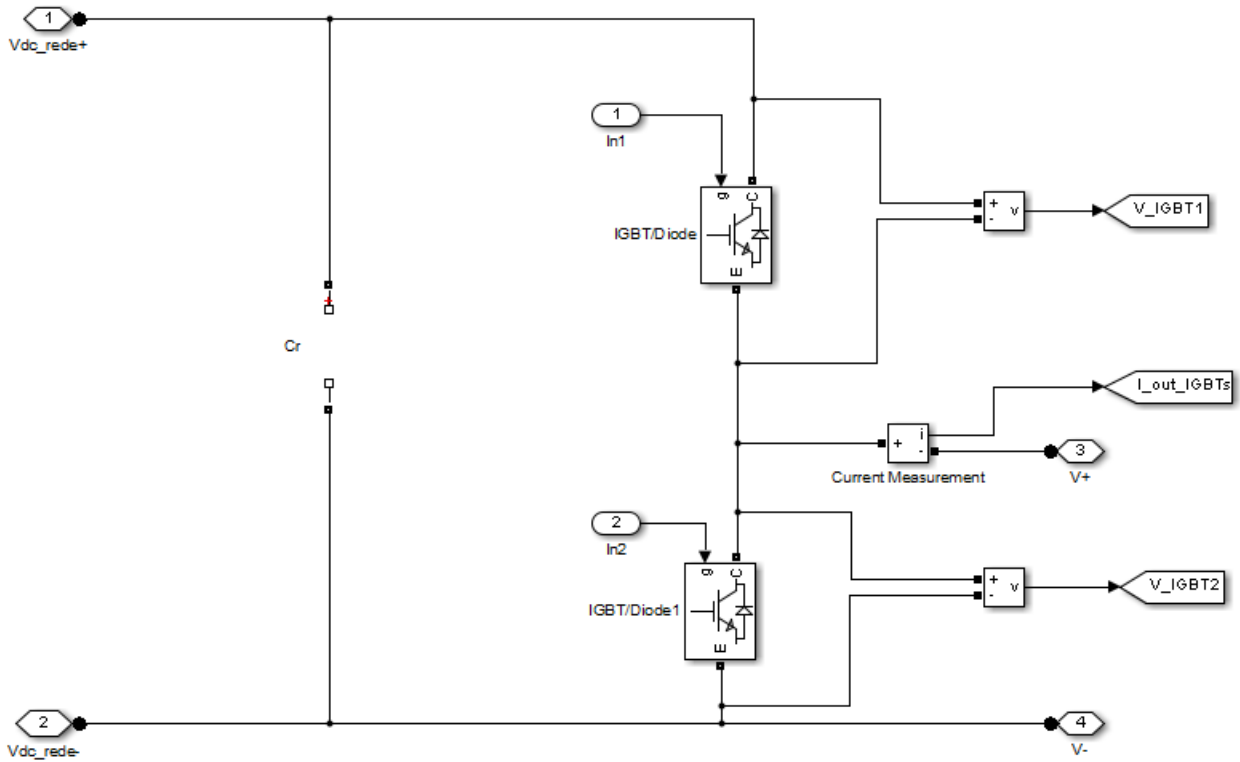 1
Vdc_rede+
1
In1
g
C
+
-
v
V_IGBT1
IGBT/Diode
E
+
Cr
I_out_IGBTs
+
i
-
3
Current Measurement
V+
2
In2
g
C
+
-
v
V_IGBT2
IGBT/Diode1
E
2
Vdc_rede-
4
V-